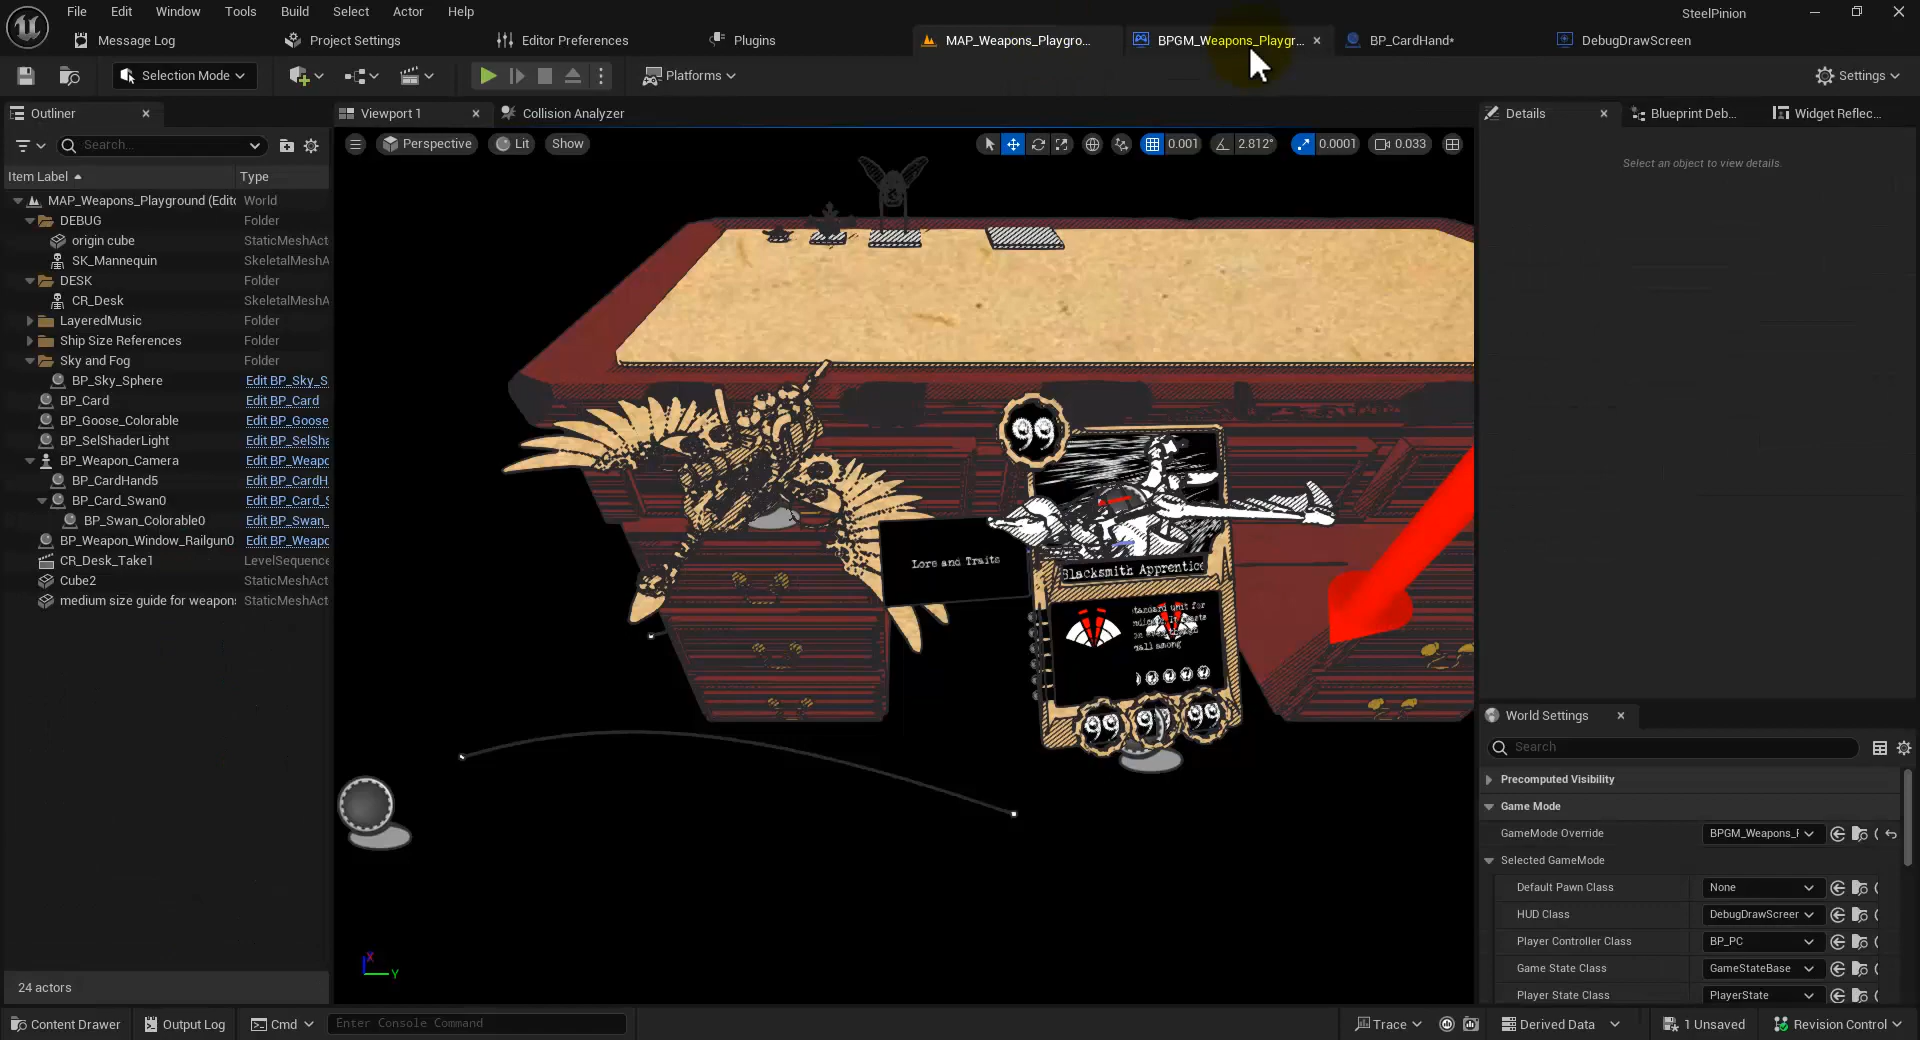 File Edit Window Tools Build Select Actor Help
SteelPinion
Message Log
Project Settings
Editor Preferences
Plugins
MAP_Weapons_Playgro...
BPGM_Weapons_Playgr...
BP_CardHand*
DebugDrawScreen
Selection Mode
Platforms
Settings
Outliner
Search...
Item Label Type
MAP_Weapons_Playground (Edito World
DEBUG Folder
origin cube StaticMeshAct
SK_Mannequin SkeletalMeshA
DESK Folder
CR_Desk SkeletalMeshA
LayeredMusic Folder
Ship Size References Folder
Sky and Fog Folder
BP_Sky_Sphere Edit BP_Sky_S
BP_Card Edit BP_Card
BP_Goose_Colorable Edit BP_Goose
BP_SelShaderLight Edit BP_SelSha
BP_Weapon_Camera Edit BP_Weapo
BP_CardHand5 Edit BP_CardH
BP_Card_Swan0 Edit BP_Card_S
BP_Swan_Colorable0 Edit BP_Swan_
BP_Weapon_Window_Railgun0 Edit BP_Weapo
CR_Desk_Take1 LevelSequence
Cube2 StaticMeshAct
medium size guide for weapons StaticMeshAct
24 actors
Viewport 1
Collision Analyzer
Perspective
Lit
Show
0.001
2.812°
0.0001
0.033
99
Lore and Traits
Blacksmith Apprentice
99
99
X
Y
Details
Blueprint Deb...
Widget Reflec...
Select an object to view details.
World Settings
Search
Precomputed Visibility
Game Mode
GameMode Override BPGM_Weapons_F
Selected GameMode
Default Pawn Class None
HUD Class DebugDrawScreen
Player Controller Class BP_PC
Game State Class GameStateBase
Player State Class PlayerState
Content Drawer
Output Log
Cmd
Enter Console Command
Trace
Derived Data
1 Unsaved
Revision Control